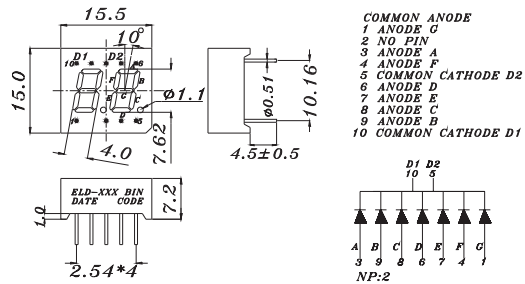 15.5
10°
15.0
D1 D2
10
A
F
B
G
E
C
D
1
5
Ø1.1
7.62
4.0
Ø0.51
10.16
4.5±0.5
COMMON ANODE
1 ANODE G
2 NO PIN
3 ANODE A
4 ANODE F
5 COMMON CATHODE D2
6 ANODE D
7 ANODE E
8 ANODE C
9 ANODE B
10 COMMON CATHODE D1
ELD-XXX BIN
DATE CODE
7.2
1.0
2.54*4
D1 D2
10 5
A B C D E F G
3 9 8 6 7 4 1
NP:2